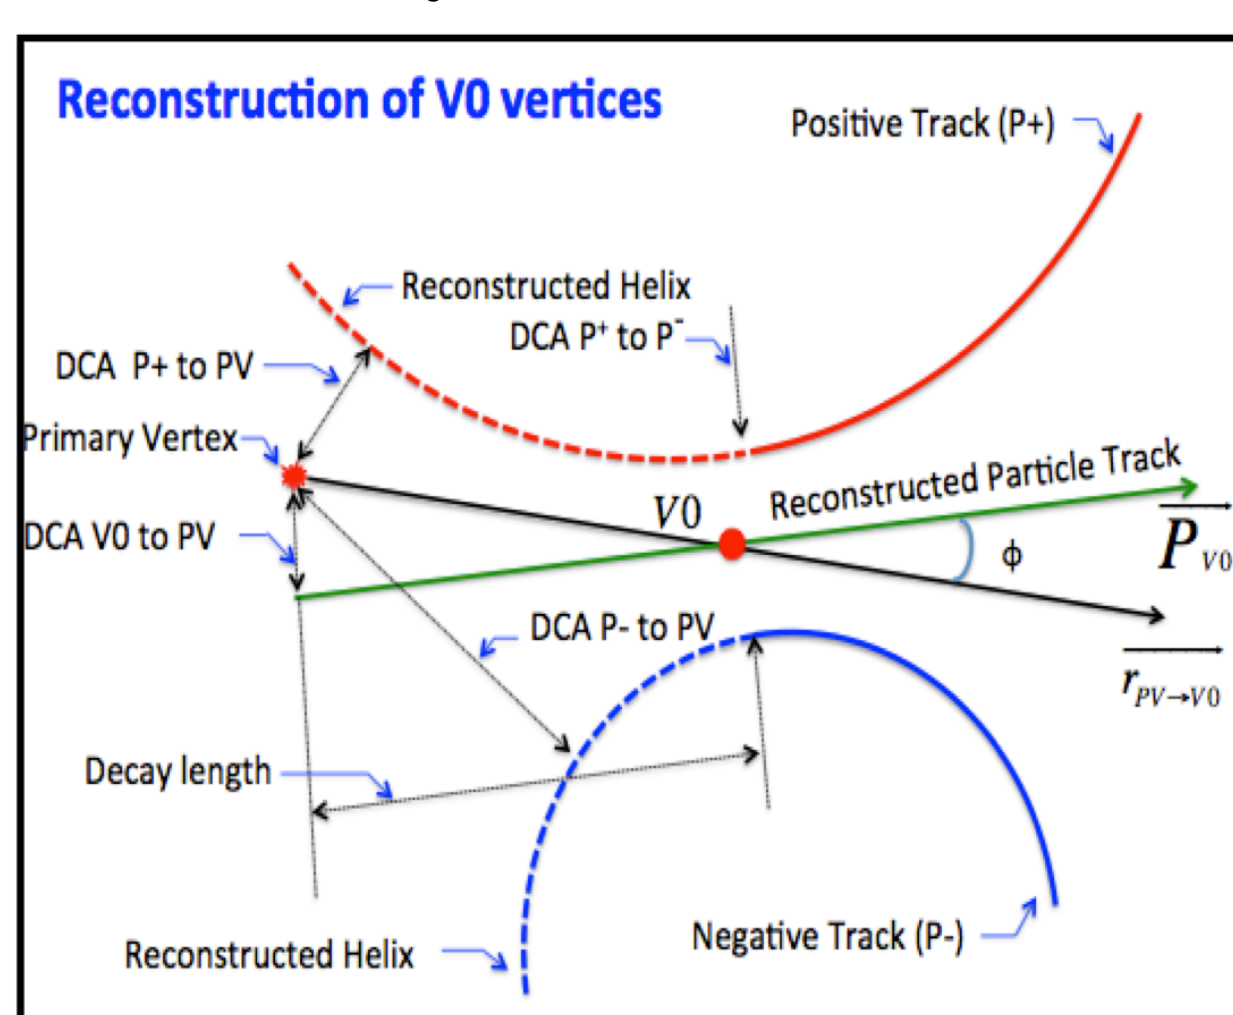 Reconstruction of V0 vertices
Positive Track (P+)
Reconstructed Helix
DCA P⁺ to P⁻
DCA P+ to PV
Primary Vertex
V0
Reconstructed Particle Track
DCA V0 to PV
P V0
ϕ
DCA P- to PV
r PV→V0
Decay length
Negative Track (P-)
Reconstructed Helix